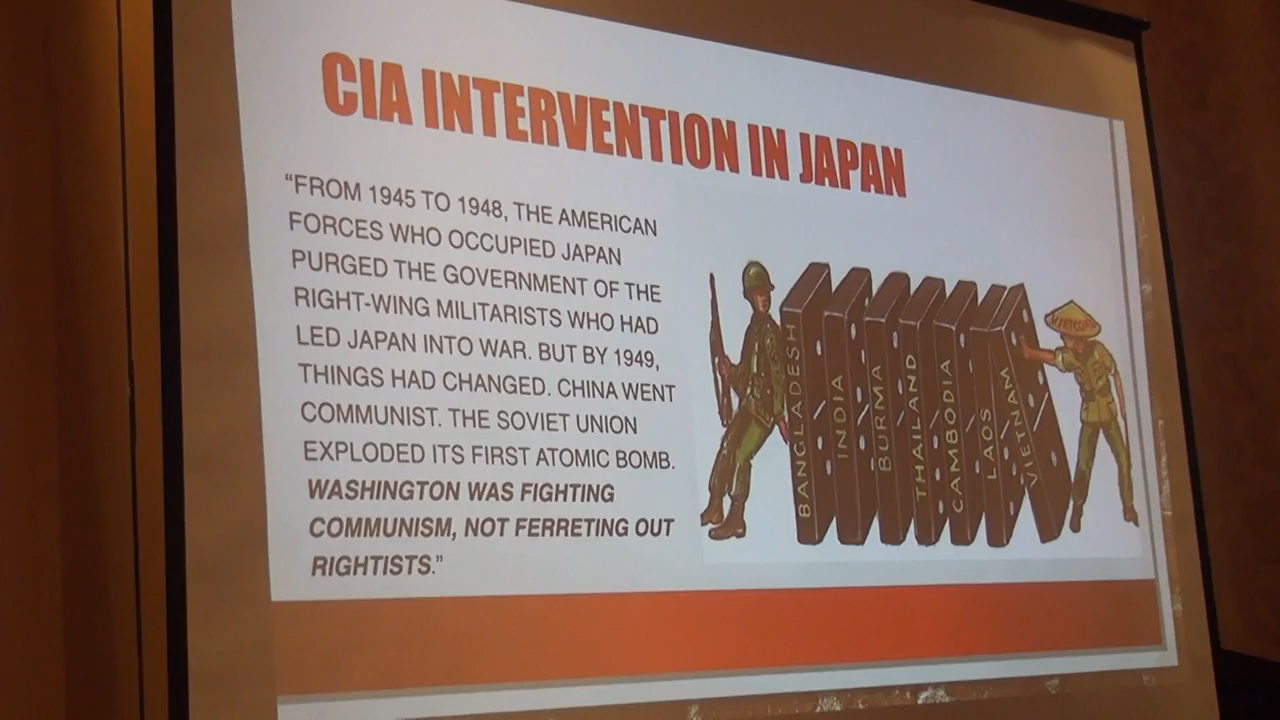 CIA INTERVENTION IN JAPAN
“FROM 1945 TO 1948, THE AMERICAN
FORCES WHO OCCUPIED JAPAN
PURGED THE GOVERNMENT OF THE
RIGHT-WING MILITARISTS WHO HAD
LED JAPAN INTO WAR. BUT BY 1949,
THINGS HAD CHANGED. CHINA WENT
COMMUNIST. THE SOVIET UNION
EXPLODED ITS FIRST ATOMIC BOMB.
WASHINGTON WAS FIGHTING
COMMUNISM, NOT FERRETING OUT
RIGHTISTS.”
BANGLADESH
INDIA
BURMA
THAILAND
CAMBODIA
LAOS
VIETNAM
VIETCONG